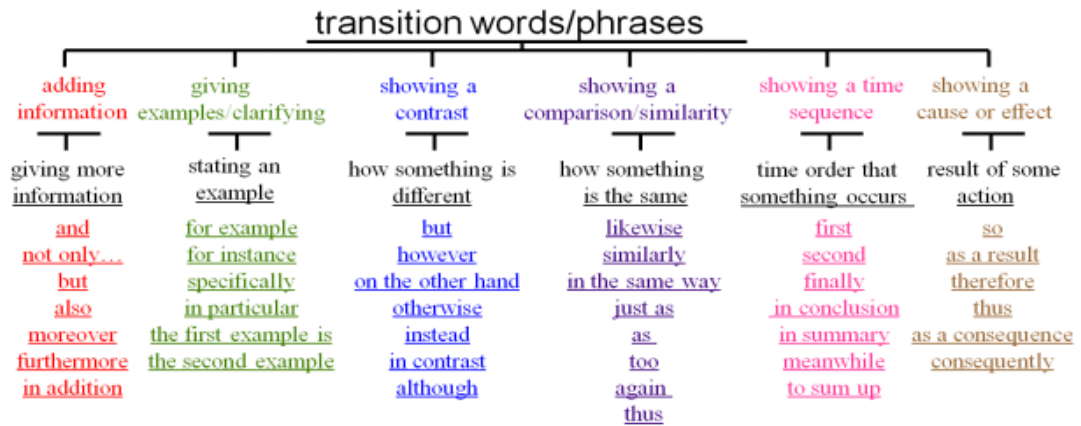 transition words/phrases
adding
information
giving more
information
and
not only…
but
also
moreover
furthermore
in addition
giving
examples/clarifying
stating an
example
for example
for instance
specifically
in particular
the first example is
the second example
showing a
contrast
how something is
different
but
however
on the other hand
otherwise
instead
in contrast
although
showing a
comparison/similarity
how something
is the same
likewise
similarly
in the same way
just as
as
too
again
thus
showing a time
sequence
time order that
something occurs
first
second
finally
in conclusion
in summary
meanwhile
to sum up
showing a
cause or effect
result of some
action
so
as a result
therefore
thus
as a consequence
consequently